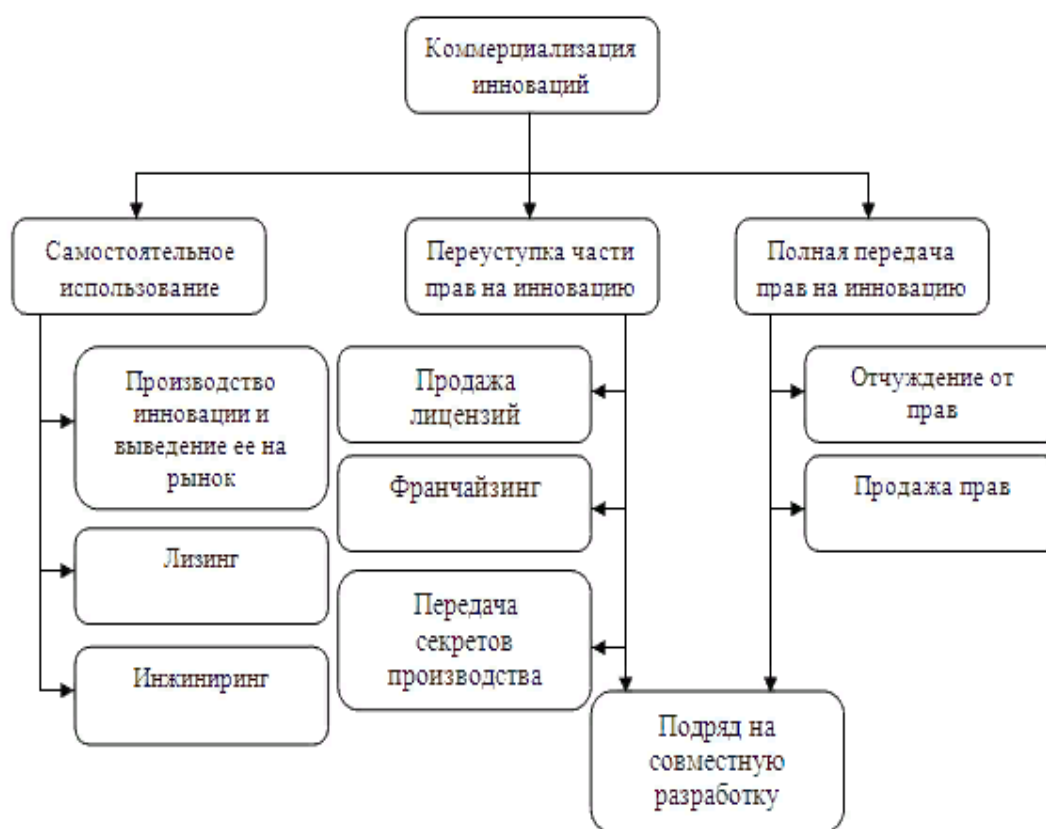 Коммерциализация
инноваций
Самостоятельное
использование
Переуступка части
прав на инновацию
Полная передача
прав на инновацию
Производство
инновации и
выведение ее на
рынок
Лизинг
Инжиниринг
Продажа
лицензий
Франчайзинг
Передача
секретов
производства
Отчуждение от
прав
Продажа прав
Подряд на
совместную
разработку